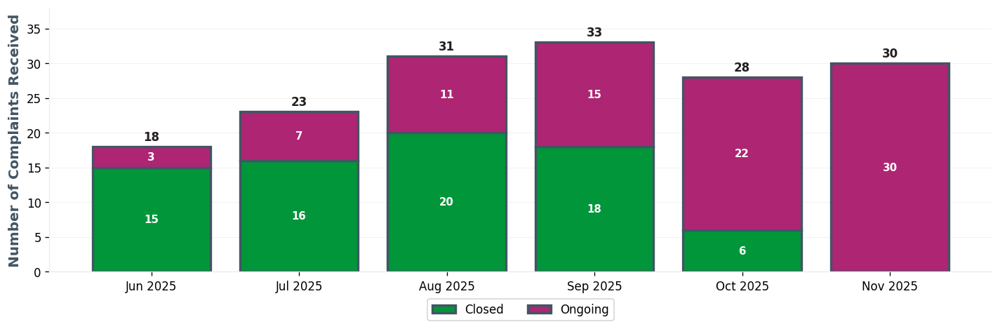 Number of Complaints Received
35
30
25
20
15
10
5
0
18
3
15
23
7
16
31
11
20
33
15
18
28
22
6
30
30
Jun 2025
Jul 2025
Aug 2025
Sep 2025
Oct 2025
Nov 2025
Closed
Ongoing